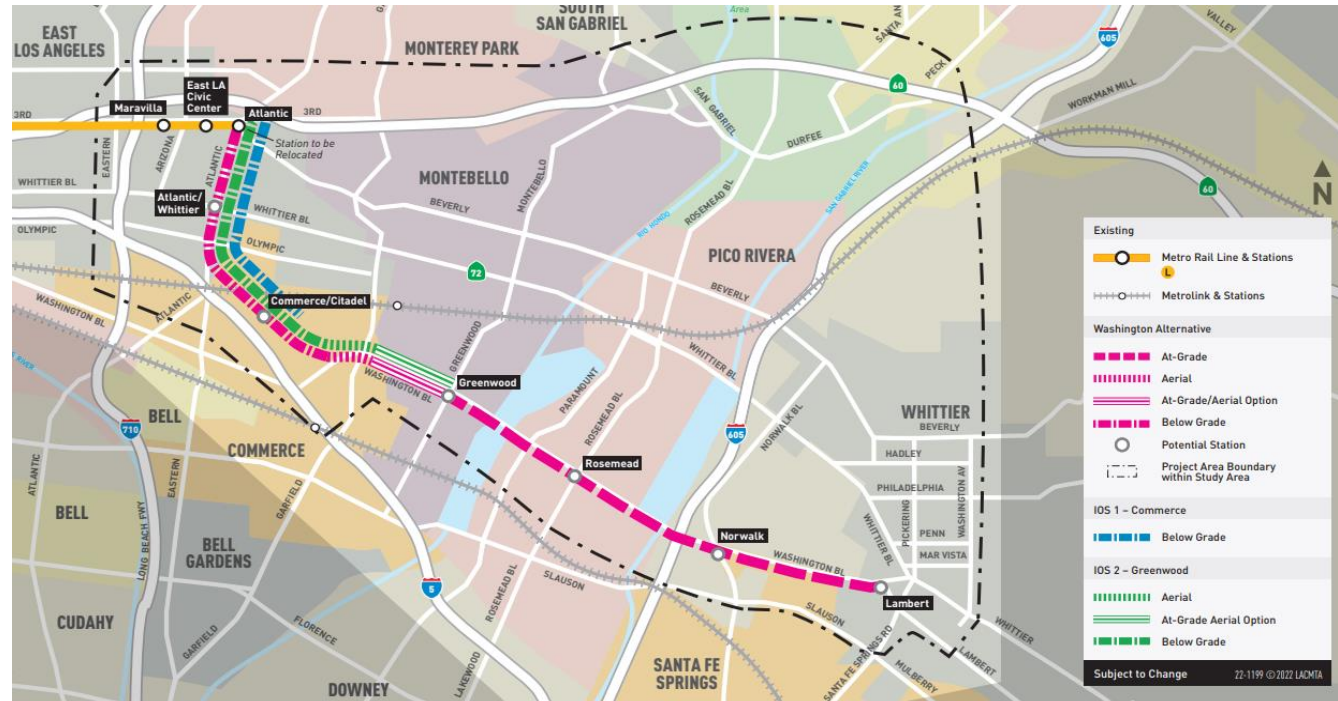 EAST
LOS ANGELES
MONTEREY PARK
SOUTH
SAN GABRIEL
Area
SANTA AN
PECK
VALLEY
WORKMAN MILL
605
60
3RD
Maravilla
East LA
Civic
Center
Atlantic
3RD
Station to be
Relocated
EASTERN
ARIZONA
ATLANTIC
SAN GABRIEL
DURFEE
WHITTIER BL
Atlantic/
Whittier
WHITTIER BL
MONTEBELLO
MONTEBELLO
BEVERLY
RIO HONDO
ROSEMEAD BL
SAN GABRIEL RIVER
60
N
OLYMPIC
OLYMPIC
72
PICO RIVERA
BEVERLY
Commerce/Citadel
WASHINGTON BL
ATLANTIC
GREENWOOD
Greenwood
WASHINGTON BL
PARAMOUNT
ROSEMEAD BL
WHITTIER BL
NORWALK BL
605
WHITTIER
BEVERLY
HADLEY
PHILADELPHIA
PICKERING
WASHINGTON AV
PENN
MAR VISTA
WHITTIER BL
RIVER
710
BELL
COMMERCE
ATLANTIC
EASTERN
GARFIELD
Rosemead
Norwalk
WASHINGTON BL
Lambert
BELL
LONG BEACH FWY
BELL
GARDENS
5
ROSEMEAD BL
SLAUSON
SLAUSON
WHITTIER
LAMBERT
CUDAHY
GARFIELD
FLORENCE
DOWNEY
LAKEWOOD
SANTA FE
SPRINGS
SANTA FE SPRINGS RD
MULBERRY
Existing
Metro Rail Line & Stations
L
Metrolink & Stations
Washington Alternative
At-Grade
Aerial
At-Grade/Aerial Option
Below Grade
Potential Station
Project Area Boundary
within Study Area
IOS 1 – Commerce
Below Grade
IOS 2 – Greenwood
Aerial
At-Grade Aerial Option
Below Grade
Subject to Change
22-1199 © 2022 LACMTA